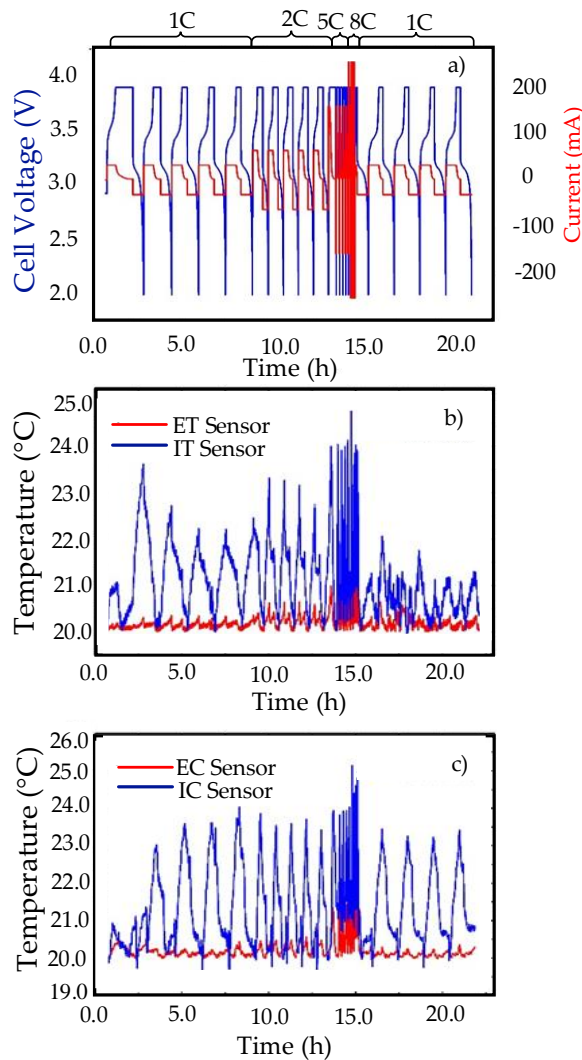 1C 2C 5C 8C 1C
a)
4.0 200
3.5 100
3.0 0
2.5 -100
2.0 -200
Cell Voltage (V)
Current (mA)
0.0 5.0 10.0 15.0 20.0
Time (h)
b)
25.0
24.0
23.0
22.0
21.0
20.0
ET Sensor
IT Sensor
Temperature (°C)
0.0 5.0 10.0 15.0 20.0
Time (h)
c)
26.0
25.0
23.0
22.0
21.0
20.0
19.0
EC Sensor
IC Sensor
Temperature (°C)
0.0 5.0 10.0 15.0 20.0
Time (h)